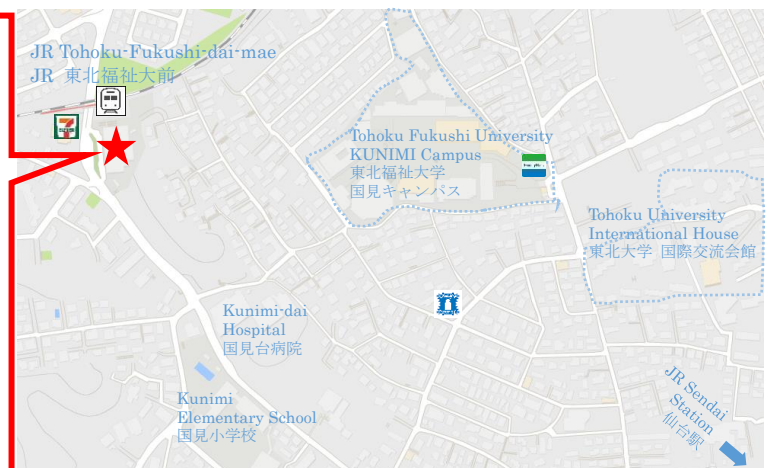 JR Tohoku-Fukushi-dai-mae
JR 東北福祉大前
Tohoku Fukushi University
KUNIMI Campus
東北福祉大学
国見キャンパス
Tohoku University
International House
東北大学 国際交流会館
Kunimi-dai
Hospital
国見台病院
Kunimi
Elementary School
国見小学校
JR Sendai
Station
仙台駅